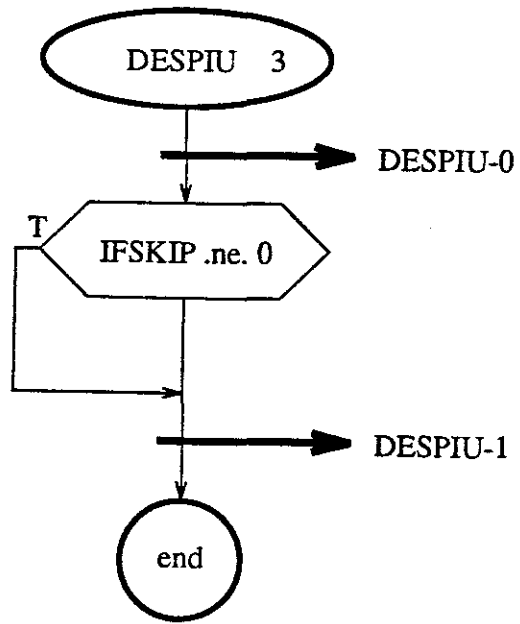 DESPIU 3
DESPIU-0
T
IFSKIP .ne. 0
DESPIU-1
end